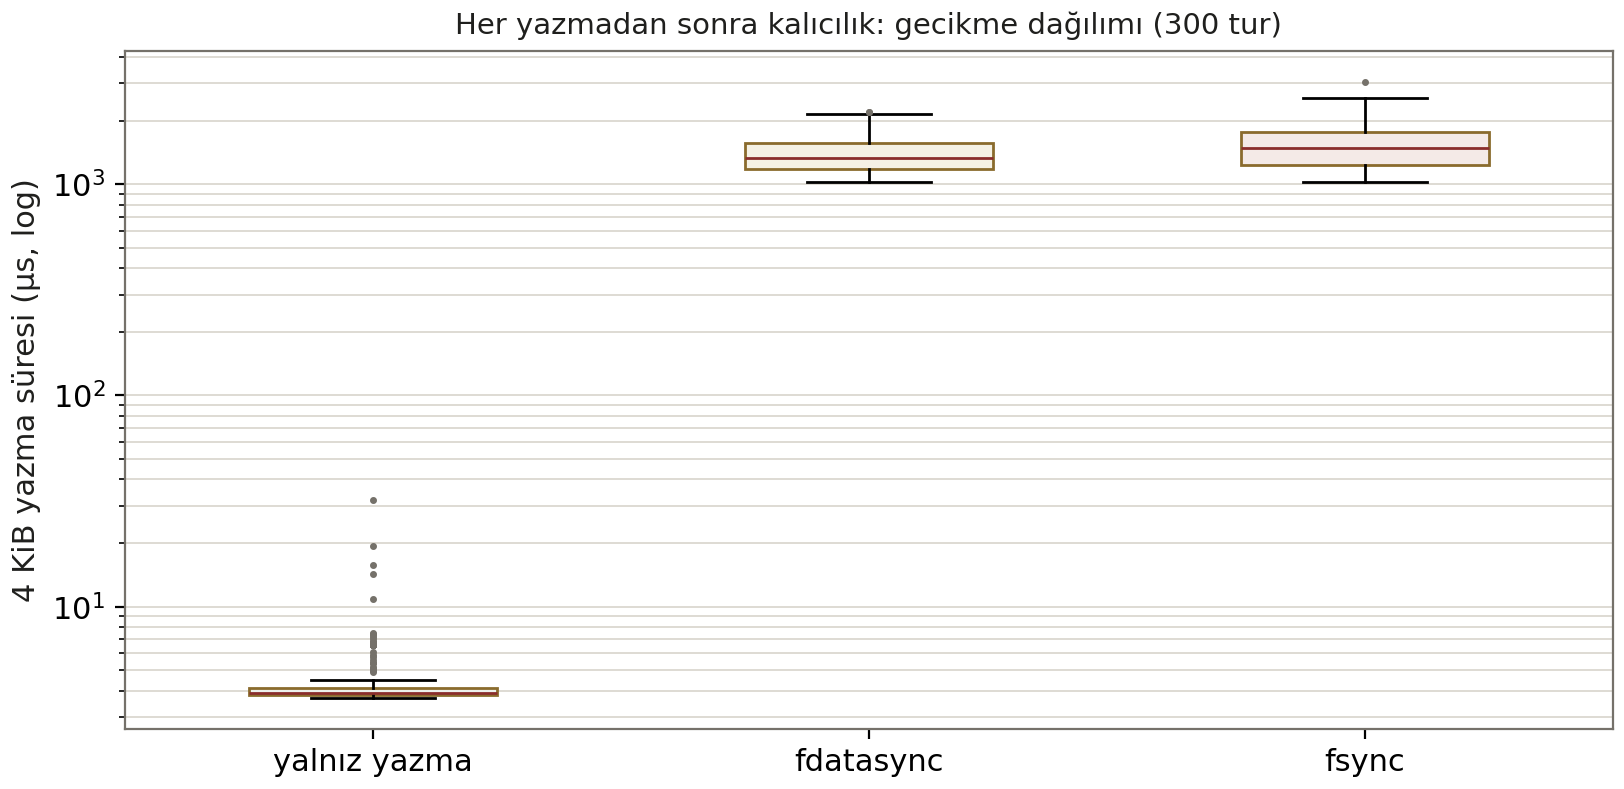 Her yazmadan sonra kalıcılık: gecikme dağılımı (300 tur)
4 KiB yazma süresi (µs, log)
10³
10²
10¹
yalnız yazma
fdatasync
fsync